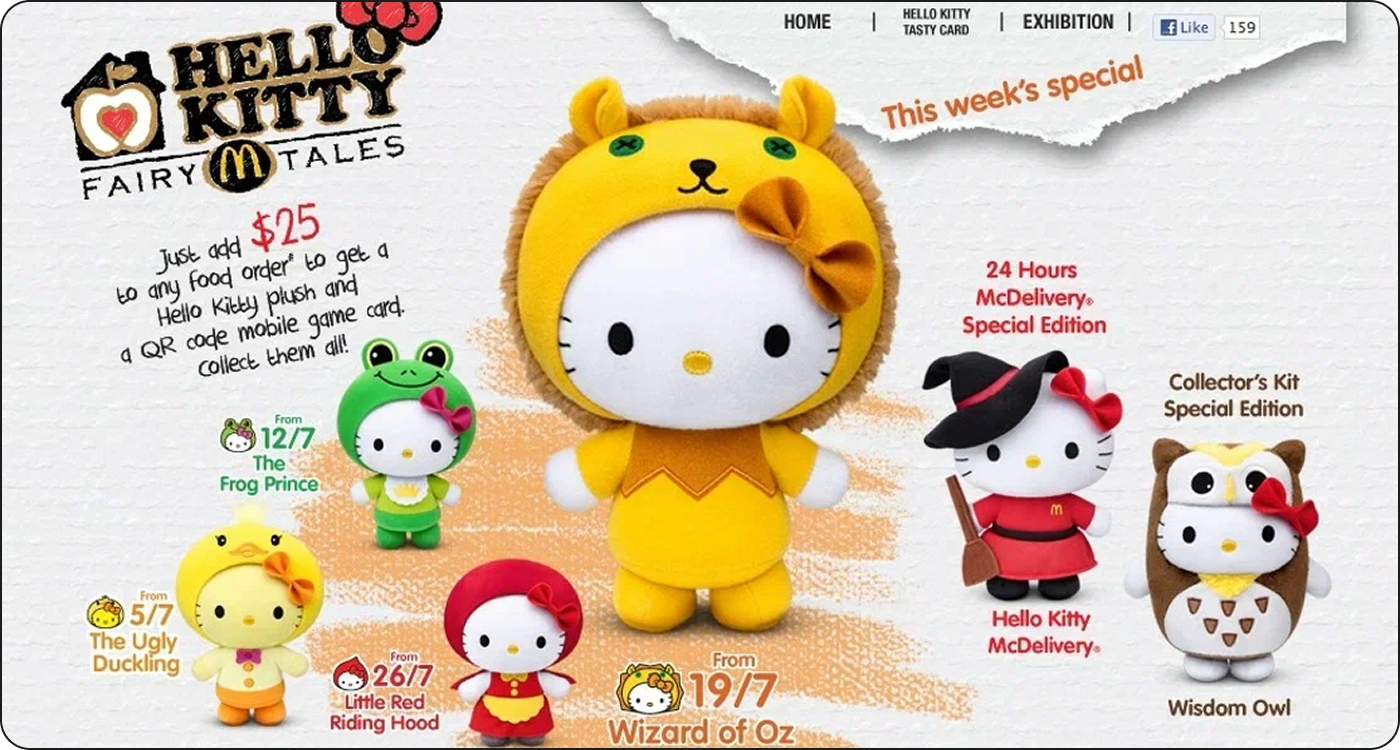 HOME | HELLO KITTY TASTY CARD | EXHIBITION | Like 159
HELLO
KITTY
FAIRY M TALES
This week's special
Just add $25
to any food order* to get a
Hello Kitty plush and
a QR code mobile game card.
collect them all!
24 Hours
McDelivery®
Special Edition
Collector's Kit
Special Edition
From
12/7
The
Frog Prince
From
5/7
The Ugly
Duckling
From
26/7
Little Red
Riding Hood
From
19/7
Wizard of Oz
Hello Kitty
McDelivery®
Wisdom Owl